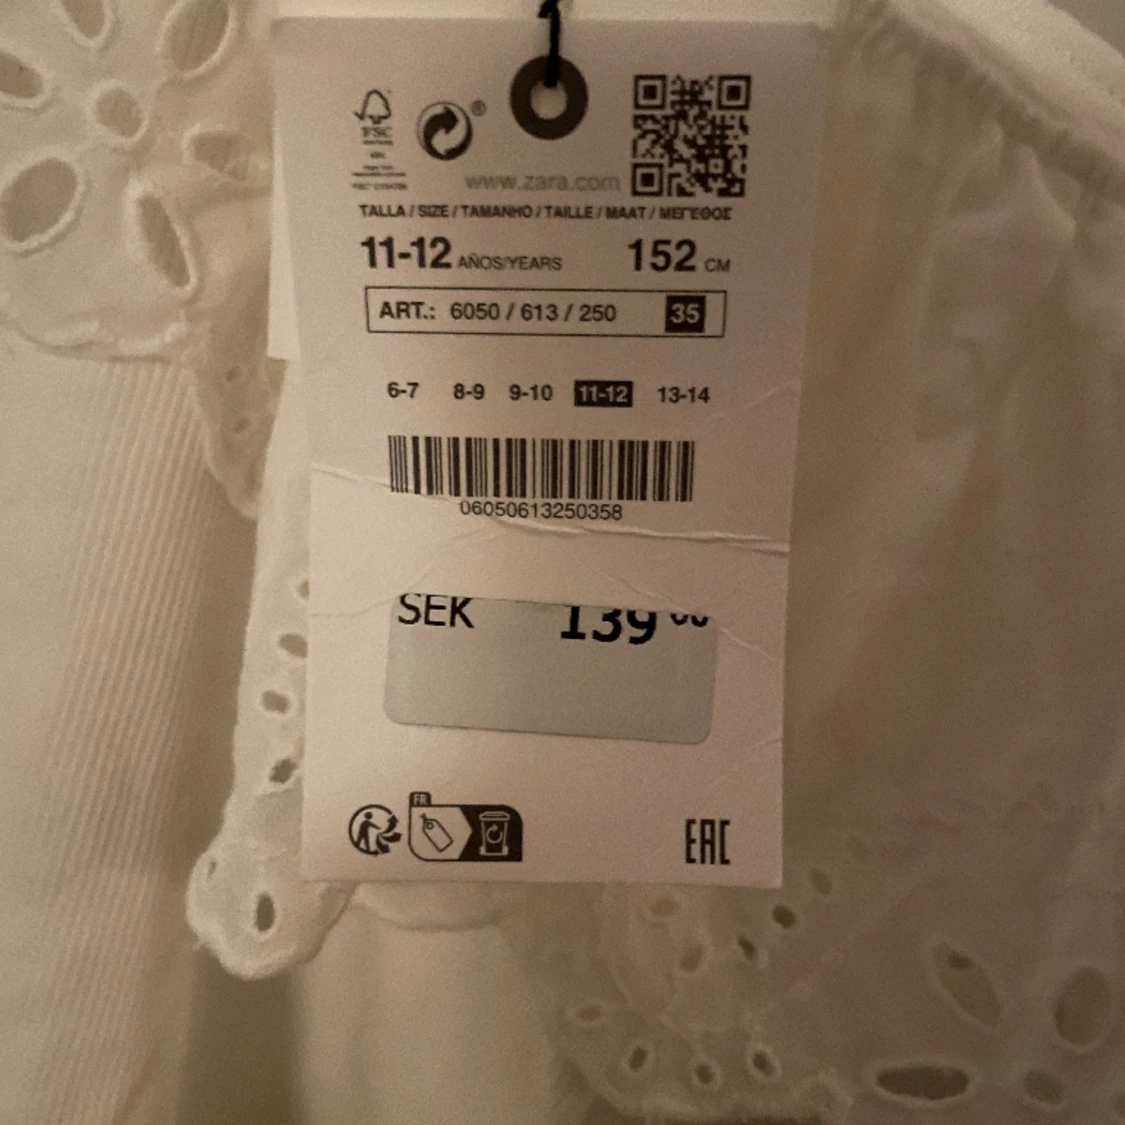 FSC
®
www.zara.com
TALLA / SIZE / TAMANHO / TAILLE / MAAT / ΜΕΓΕΘΟΣ
11-12 AÑOS/YEARS 152 CM
ART.: 6050 / 613 / 250 35
6-7 8-9 9-10 11-12 13-14
06050613250358
SEK 139 00
FR
EAC